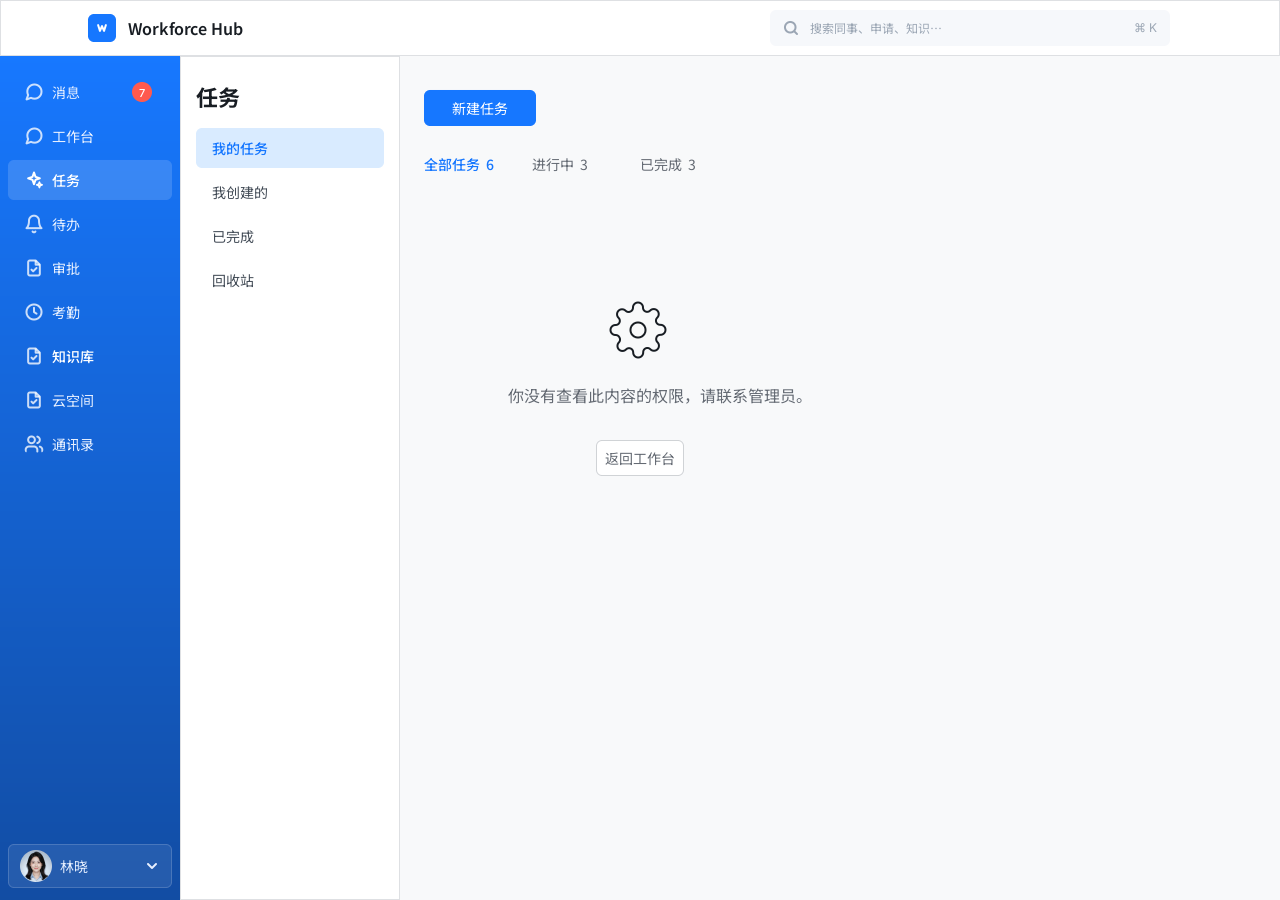 W Workforce Hub
搜索同事、申请、知识… ⌘ K
消息 7
工作台
任务
待办
审批
考勤
知识库
云空间
通讯录
林晓
任务
我的任务
我创建的
已完成
回收站
新建任务
全部任务 6 进行中 3 已完成 3
你没有查看此内容的权限，请联系管理员。
返回工作台